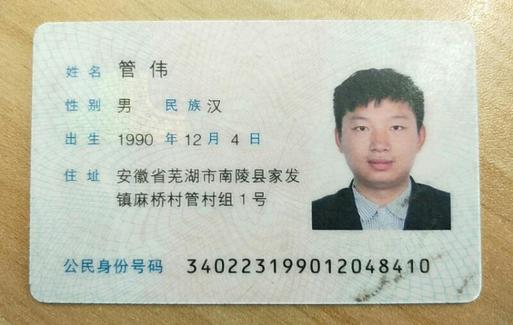 姓名 管伟
性别 男 民族 汉
出生 1990 年 12 月 4 日
住址 安徽省芜湖市南陵县家发
镇麻桥村管村组1号
公民身份号码 340223199012048410